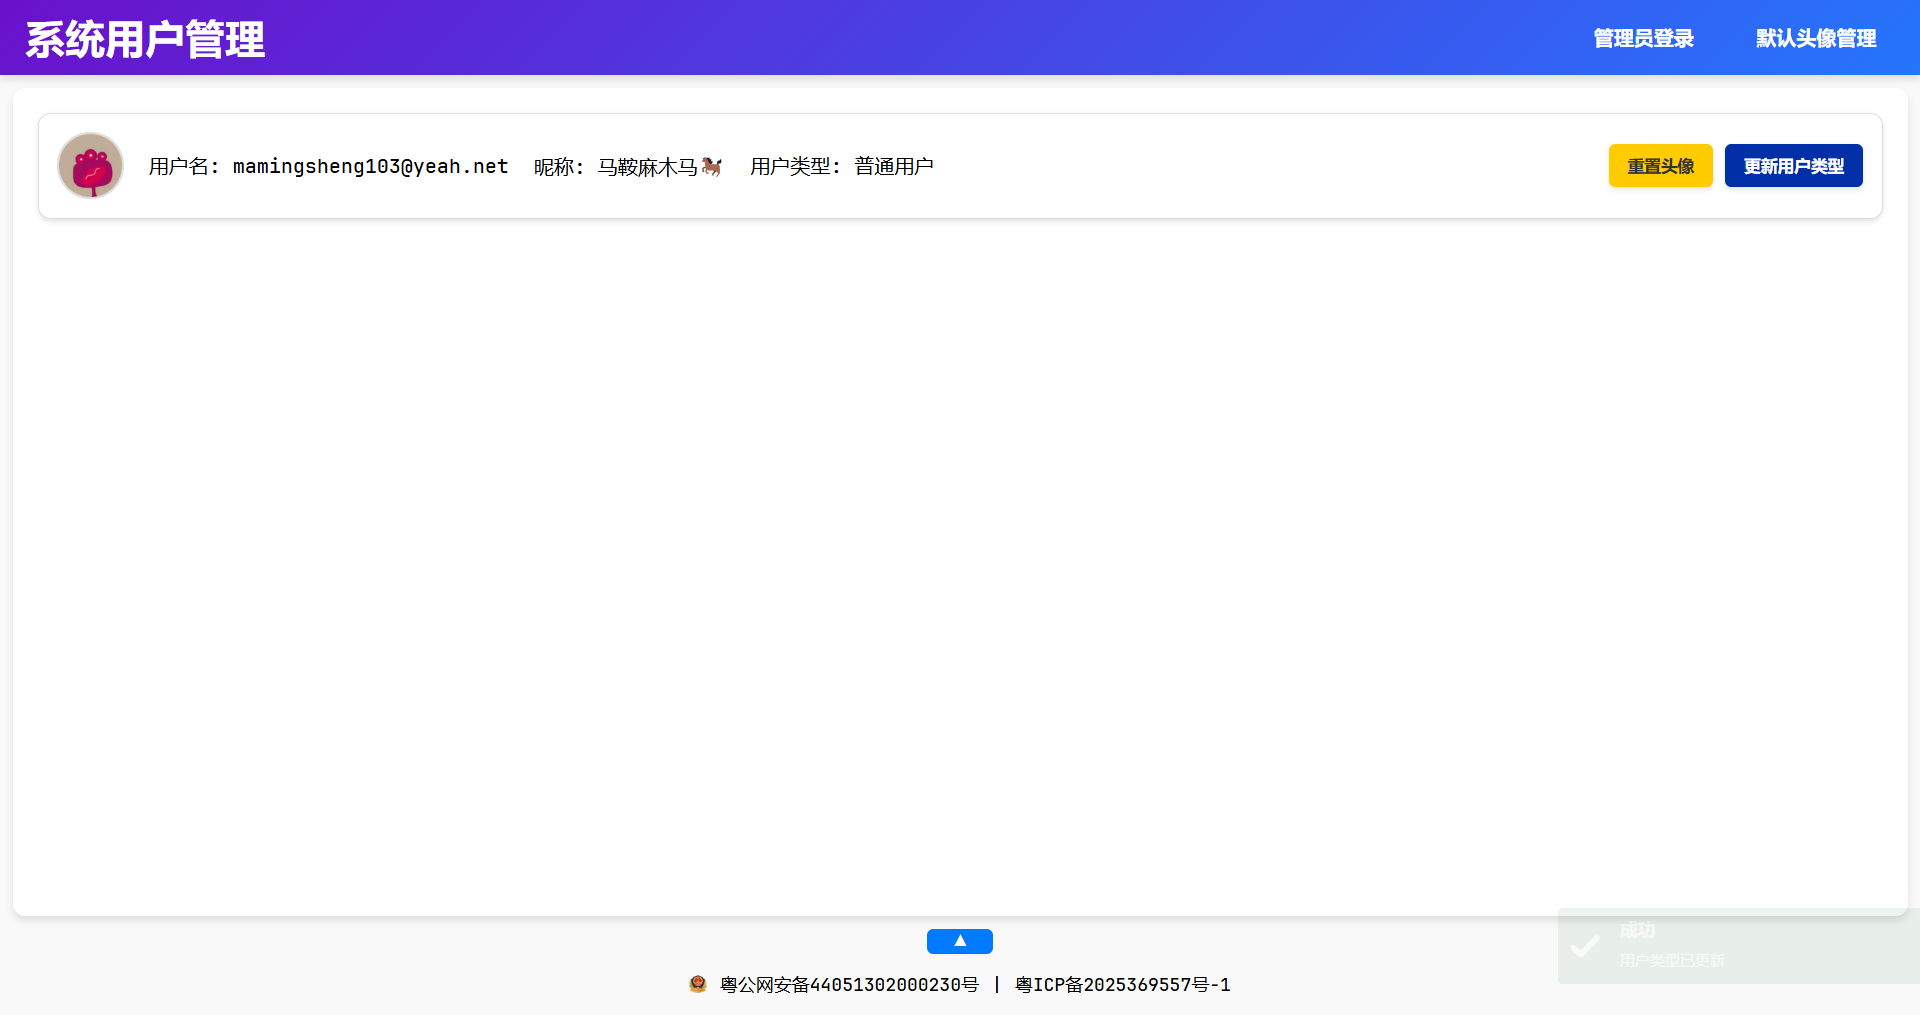 系统用户管理
管理员登录 默认头像管理
用户名: mamingsheng103@yeah.net 昵称: 马鞍麻木马🐎 用户类型: 普通用户
重置头像 更新用户类型
▲
粤公网安备44051302000230号 | 粤ICP备2025369557号-1
成功
用户类型已更新